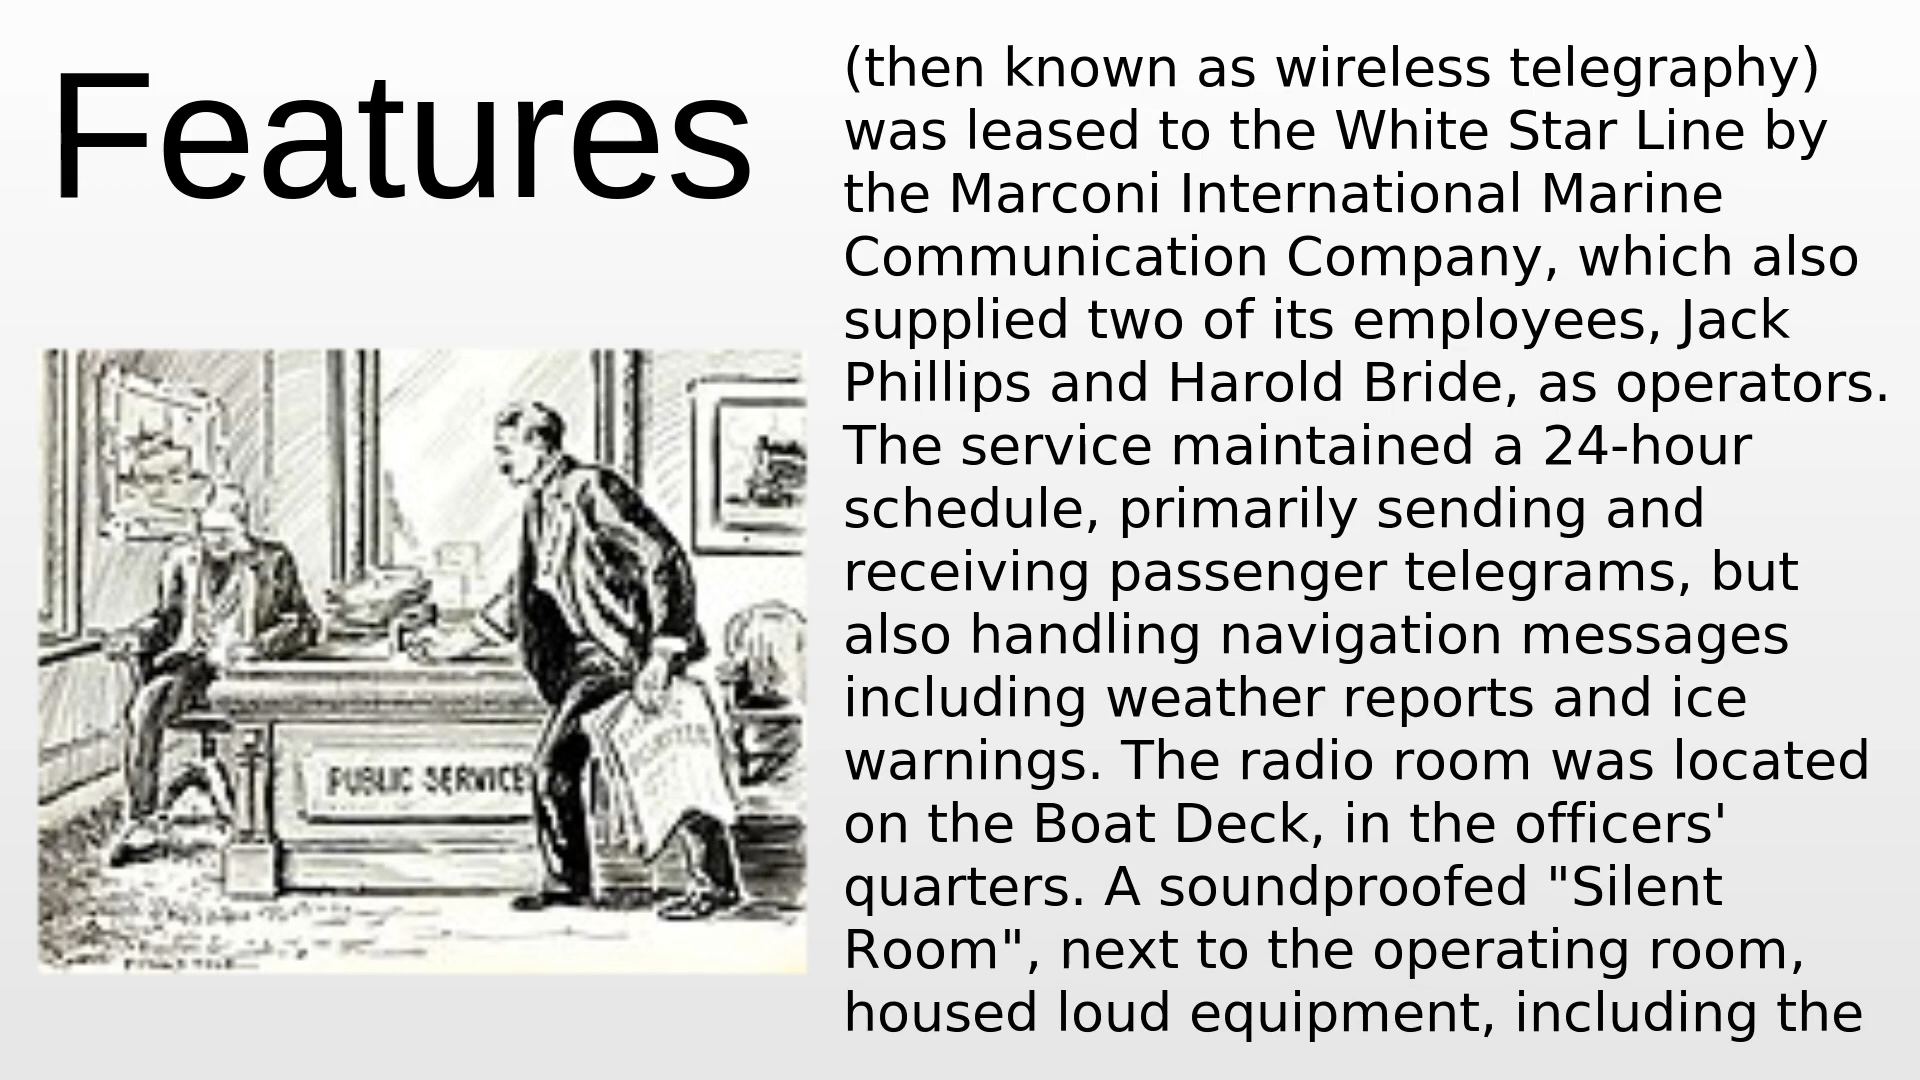 Features
(then known as wireless telegraphy)
was leased to the White Star Line by
the Marconi International Marine
Communication Company, which also
supplied two of its employees, Jack
Phillips and Harold Bride, as operators.
The service maintained a 24-hour
schedule, primarily sending and
receiving passenger telegrams, but
also handling navigation messages
including weather reports and ice
warnings. The radio room was located
on the Boat Deck, in the officers'
quarters. A soundproofed "Silent
Room", next to the operating room,
housed loud equipment, including the
PUBLIC SERVICE